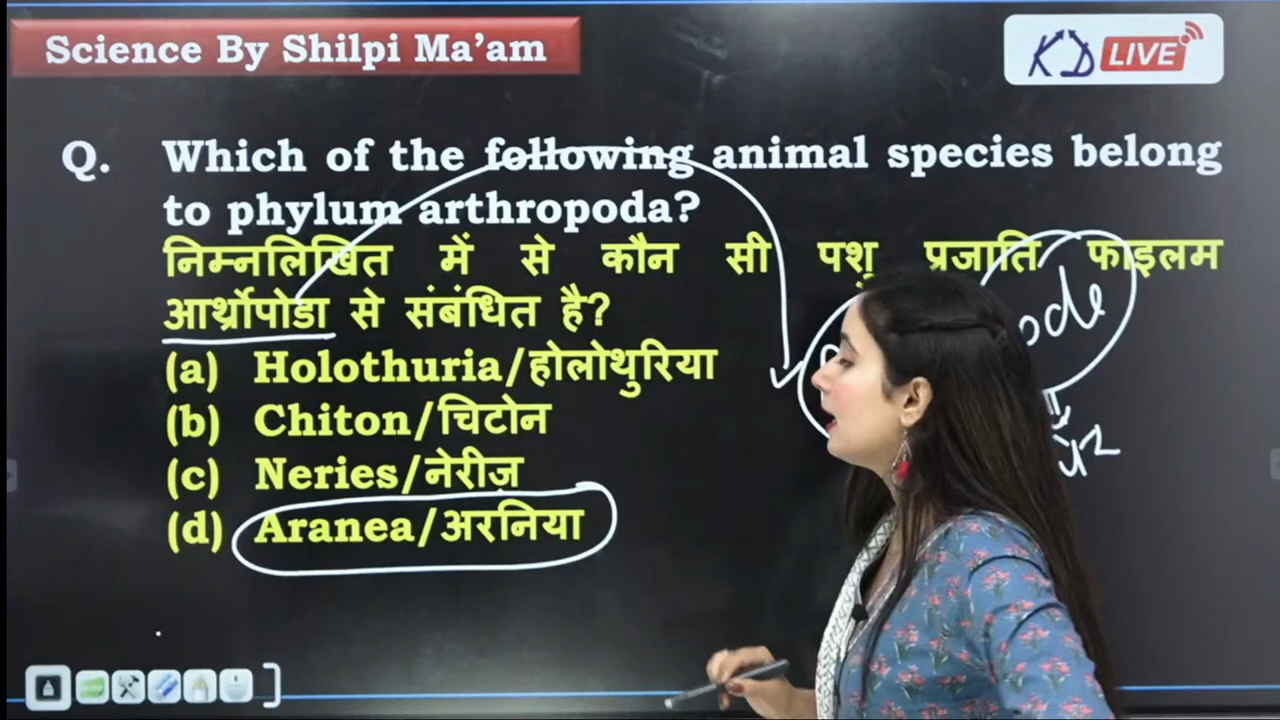 Science By Shilpi Ma'am
KD LIVE
Q. Which of the following animal species belong
to phylum arthropoda?
निम्नलिखित में से कौन सी पशु प्रजाति फाइलम
आर्थ्रोपोडा से संबंधित है?
(a) Holothuria/होलोथुरिया
(b) Chiton/चिटोन
(c) Neries/नेरीज
(d) Aranea/अरनिया